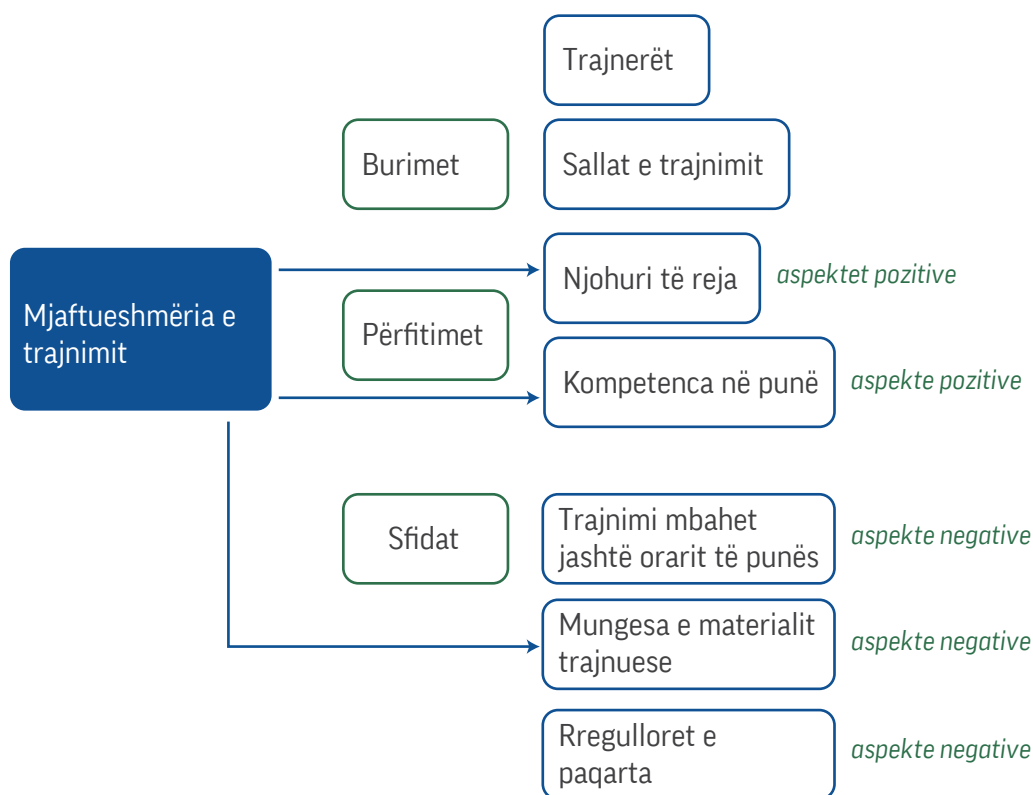 Trajnerët
Burimet
Sallat e trajnimit
Mjaftueshmëria e
trajnimit
Njohuri të reja
aspektet pozitive
Përfitimet
Kompetenca në punë
aspekte pozitive
Sfidat
Trajnimi mbahet
jashtë orarit të punës
aspekte negative
Mungesa e materialit
trajnuese
aspekte negative
Rregulloret e
paqarta
aspekte negative